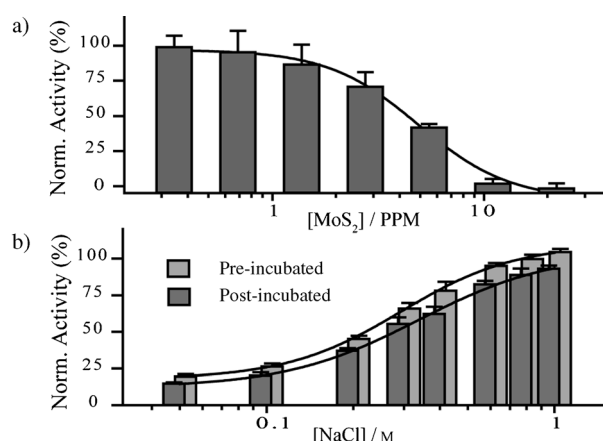 a)
Norm. Activity (%)
100
75
50
25
0
1
10
[MoS₂] / PPM
b)
Norm. Activity (%)
100
75
50
25
0
Pre-incubated
Post-incubated
0.1
1
[NaCl] / M